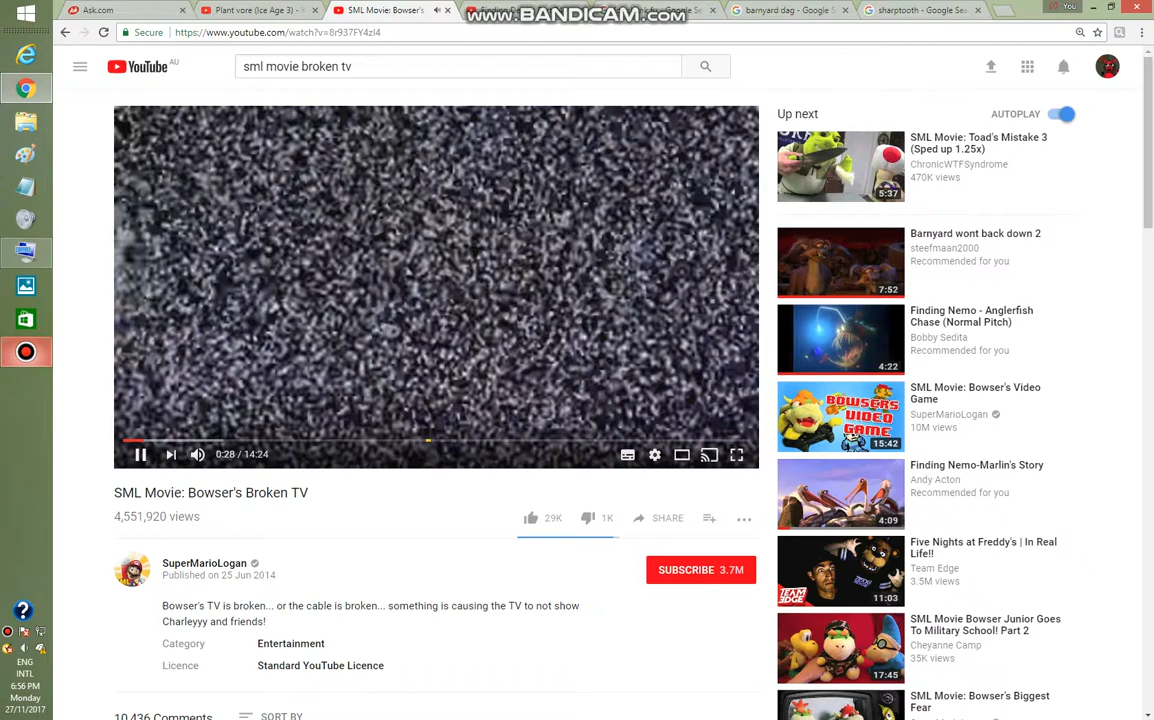 Ask.com
Plant vore (Ice Age 3) - Y
SML Movie: Bowser's
www.BANDICAM.com
barnyard dag - Google S
sharptooth - Google Sea
You
Secure
https://www.youtube.com/watch?v=8r937FY4zI4
YouTube AU
sml movie broken tv
0:28 / 14:24
SML Movie: Bowser's Broken TV
4,551,920 views
29K
1K
SHARE
SuperMarioLogan
Published on 25 Jun 2014
SUBSCRIBE 3.7M
Bowser's TV is broken... or the cable is broken... something is causing the TV to not show
Charleyyy and friends!
Category
Entertainment
Licence
Standard YouTube Licence
10,436 Comments
SORT BY
Up next
AUTOPLAY
SML Movie: Toad's Mistake 3
(Sped up 1.25x)
ChronicWTFSyndrome
470K views
5:37
Barnyard wont back down 2
steefmaan2000
Recommended for you
7:52
Finding Nemo - Anglerfish
Chase (Normal Pitch)
Bobby Sedita
Recommended for you
4:22
SML Movie: Bowser's Video
Game
SuperMarioLogan
10M views
BOWSERS
VIDEO
GAME
15:42
Finding Nemo-Marlin's Story
Andy Acton
Recommended for you
4:09
Five Nights at Freddy's | In Real
Life!!
Team Edge
3.5M views
TEAM
EDGE
11:03
SML Movie Bowser Junior Goes
To Military School! Part 2
Cheyanne Camp
35K views
17:45
SML Movie: Bowser's Biggest
Fear
ENG
INTL
6:56 PM
Monday
27/11/2017